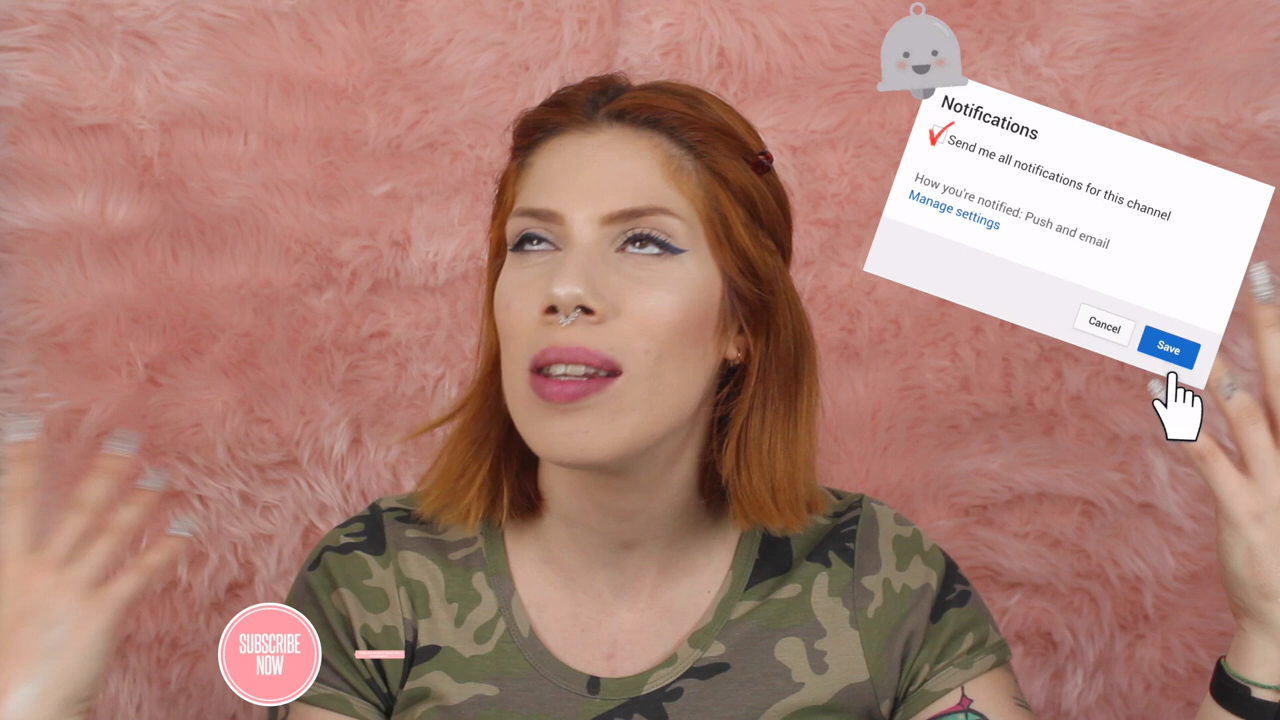 Notifications
Send me all notifications for this channel
How you're notified: Push and email
Manage settings
Cancel
Save
SUBSCRIBE
NOW